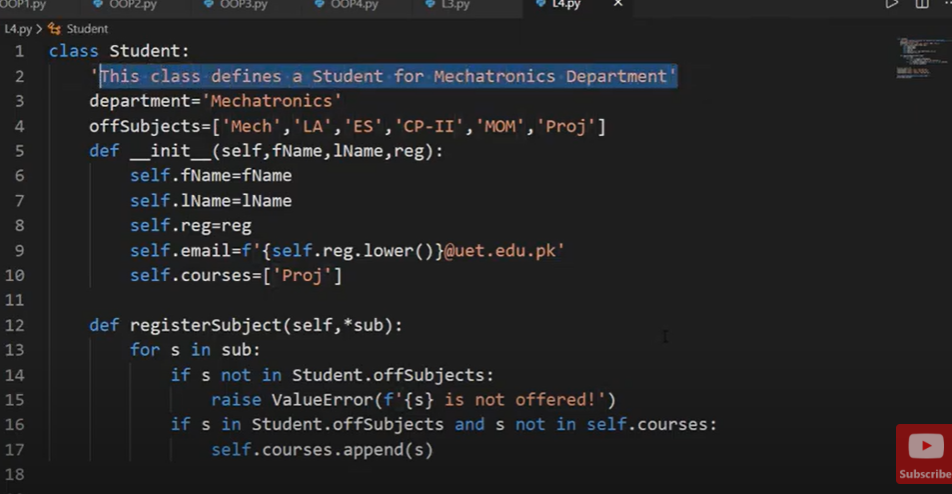 OOP1.py OOP2.py OOP3.py OOP4.py L3.py L4.py ×
L4.py > Student
1 class Student:
2 'This class defines a Student for Mechatronics Department'
3 department='Mechatronics'
4 offSubjects=['Mech','LA','ES','CP-II','MOM','Proj']
5 def __init__(self,fName,lName,reg):
6 self.fName=fName
7 self.lName=lName
8 self.reg=reg
9 self.email=f'{self.reg.lower()}@uet.edu.pk'
10 self.courses=['Proj']
11
12 def registerSubject(self,*sub):
13 for s in sub:
14 if s not in Student.offSubjects:
15 raise ValueError(f'{s} is not offered!')
16 if s in Student.offSubjects and s not in self.courses:
17 self.courses.append(s)
18
Subscribe